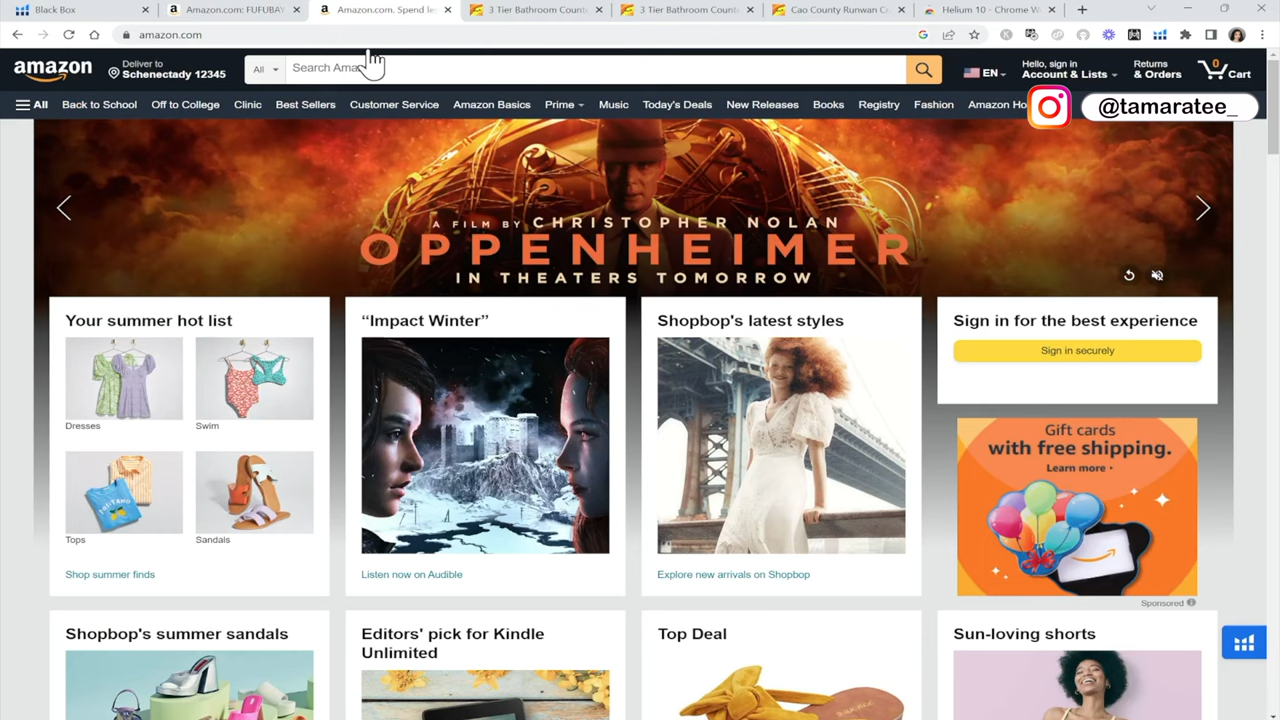 Black Box
Amazon.com: FUFUBAY
Amazon.com. Spend les
3 Tier Bathroom Count
3 Tier Bathroom Count
Cao County Runwan C
Helium 10 - Chrome W
amazon.com
amazon
Deliver to
Schenectady 12345
All
Search Ama
EN
Hello, sign in
Account & Lists
Returns
& Orders
0
Cart
All
Back to School
Off to College
Clinic
Best Sellers
Customer Service
Amazon Basics
Prime
Music
Today's Deals
New Releases
Books
Registry
Fashion
Amazon Ho
@tamaratee_
A FILM BY CHRISTOPHER NOLAN
OPPENHEIMER
IN THEATERS TOMORROW
Your summer hot list
Dresses
Swim
Tops
Sandals
Shop summer finds
“Impact Winter”
Listen now on Audible
Shopbop's latest styles
Explore new arrivals on Shopbop
Sign in for the best experience
Sign in securely
Gift cards
with free shipping.
Learn more
Sponsored
Shopbop's summer sandals
Editors' pick for Kindle
Unlimited
Top Deal
Sun-loving shorts